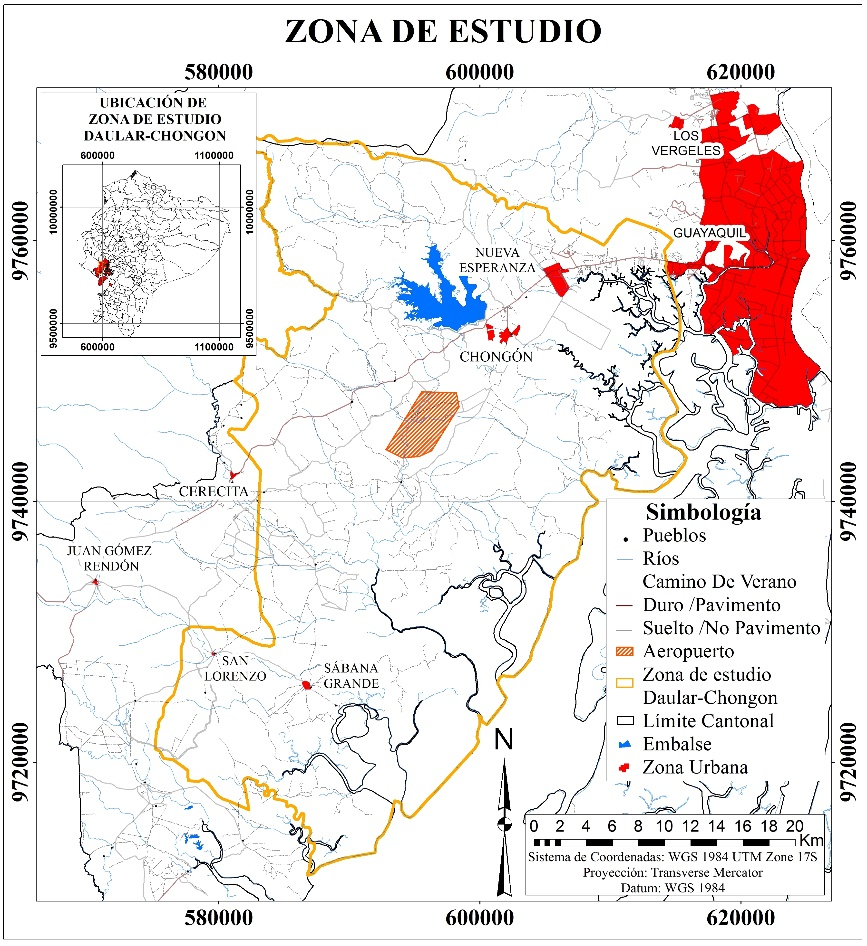 ZONA DE ESTUDIO
580000 600000 620000
UBICACIÓN DE
ZONA DE ESTUDIO
DAULAR-CHONGON
600000 1100000
10000000 10000000
9500000 9500000
600000 1100000
9760000 9760000
9740000 9740000
9720000 9720000
LOS
VERGELES
GUAYAQUIL
NUEVA
ESPERANZA
CHONGÓN
CERECITA
JUAN GÓMEZ
RENDÓN
SAN
LORENZO
SÁBANA
GRANDE
Simbología
Pueblos
Ríos
Camino De Verano
Duro /Pavimento
Suelto /No Pavimento
Aeropuerto
Zona de estudio
Daular-Chongon
Límite Cantonal
Embalse
Zona Urbana
N
0 2 4 6 8 10 12 14 16 18 20
Km
Sistema de Coordenadas: WGS 1984 UTM Zone 17S
Proyección: Transverse Mercator
Datum: WGS 1984
580000 600000 620000